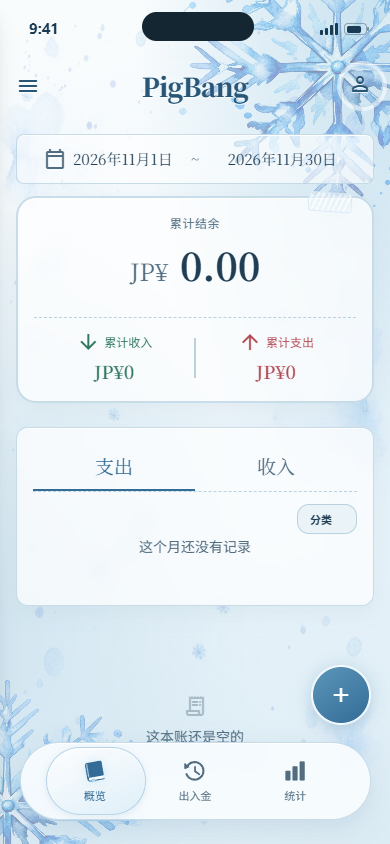 9:41
PigBang
2026年11月1日 ~ 2026年11月30日
累计结余
JP¥ 0.00
累计收入 累计支出
JP¥0 JP¥0
支出 收入
分类
这个月还没有记录
+
这本账还是空的
概览 出入金 统计